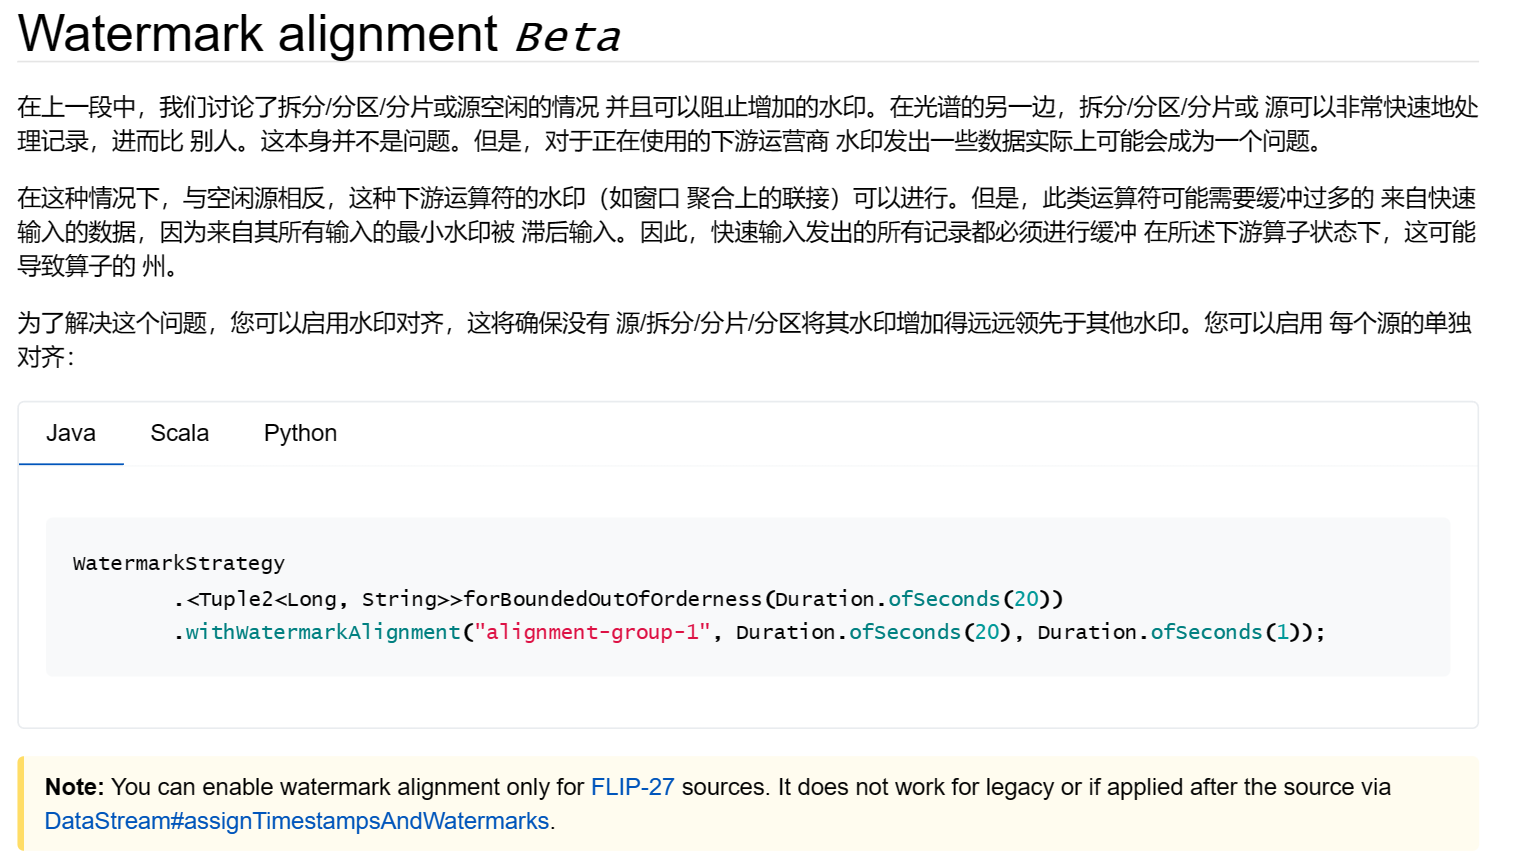 Watermark alignment Beta
在上一段中，我们讨论了拆分/分区/分片或源空闲的情况 并且可以阻止增加的水印。在光谱的另一边，拆分/分区/分片或 源可以非常快速地处
理记录，进而比 别人。这本身并不是问题。但是，对于正在使用的下游运营商 水印发出一些数据实际上可能会成为一个问题。
在这种情况下，与空闲源相反，这种下游运算符的水印（如窗口 聚合上的联接）可以进行。但是，此类运算符可能需要缓冲过多的 来自快速
输入的数据，因为来自其所有输入的最小水印被 滞后输入。因此，快速输入发出的所有记录都必须进行缓冲 在所述下游算子状态下，这可能
导致算子的 州。
为了解决这个问题，您可以启用水印对齐，这将确保没有 源/拆分/分片/分区将其水印增加得远远领先于其他水印。您可以启用 每个源的单独
对齐：
Java Scala Python
WatermarkStrategy
.<Tuple2<Long, String>>forBoundedOutOfOrderness(Duration.ofSeconds(20))
.withWatermarkAlignment("alignment-group-1", Duration.ofSeconds(20), Duration.ofSeconds(1));
Note: You can enable watermark alignment only for FLIP-27 sources. It does not work for legacy or if applied after the source via
DataStream#assignTimestampsAndWatermarks.